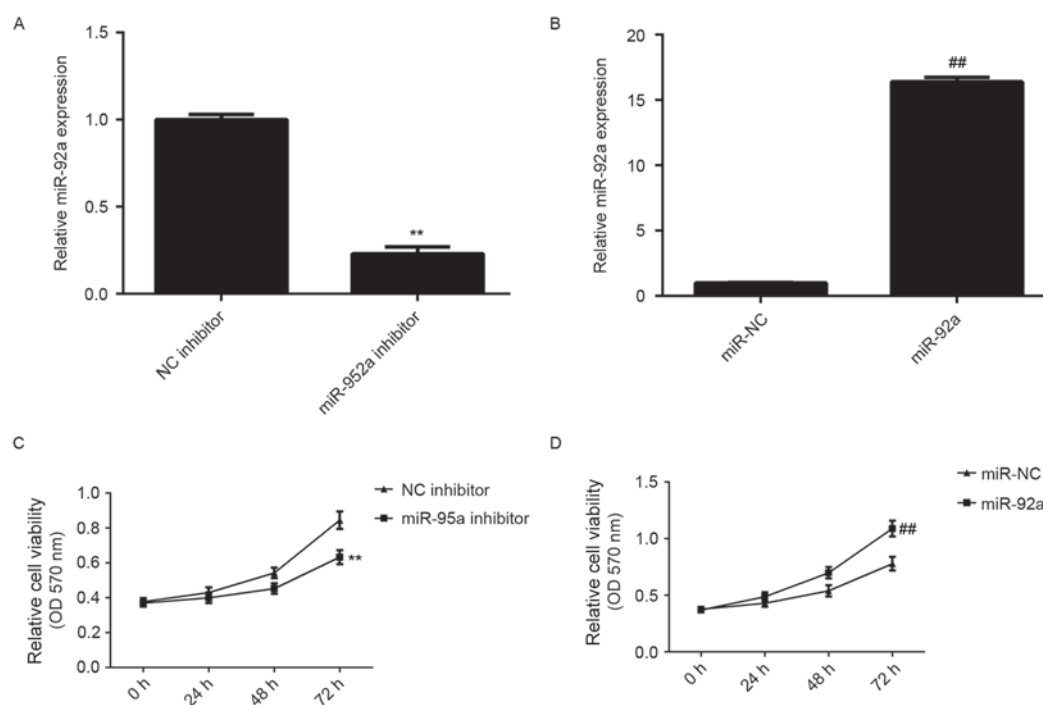 A
Relative miR-92a expression
1.5
1.0
0.5
0.0
**
NC inhibitor
miR-952a inhibitor
B
Relative miR-92a expression
20
15
10
5
0
##
miR-NC
miR-92a
C
Relative cell viability
(OD 570 nm)
1.0
0.8
0.6
0.4
0.2
0.0
NC inhibitor
miR-95a inhibitor
**
0 h
24 h
48 h
72 h
D
Relative cell viability
(OD 570 nm)
1.5
1.0
0.5
0.0
miR-NC
miR-92a
##
0 h
24 h
48 h
72 h